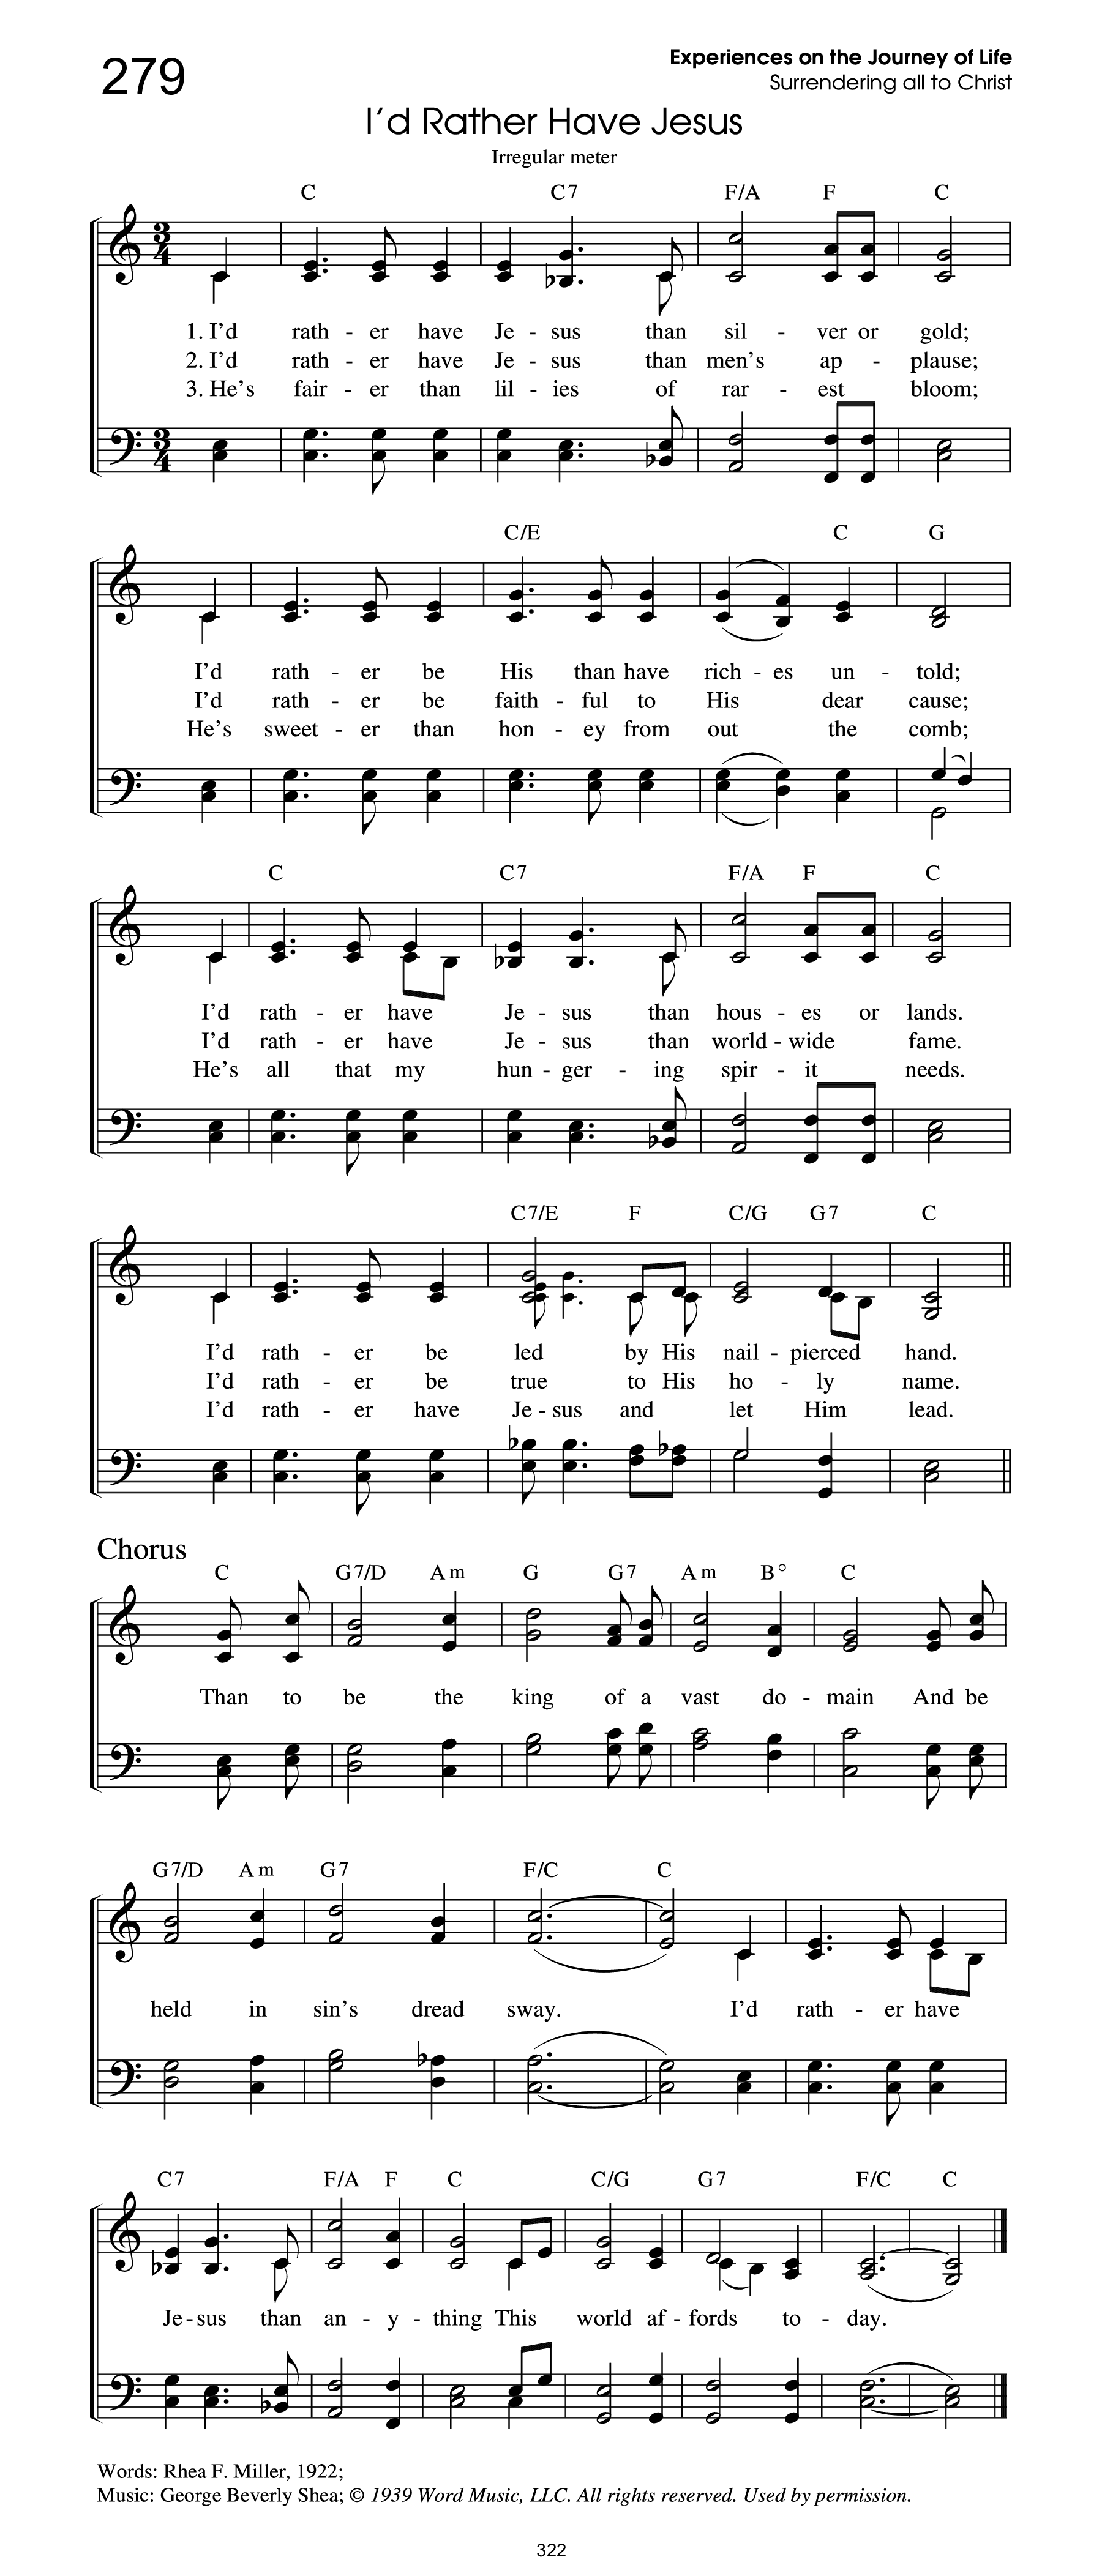 279
Experiences on the Journey of Life
Surrendering all to Christ
I'd Rather Have Jesus
Irregular meter
C C7 F/A F C
1. I'd rath - er have Je - sus than sil - ver or gold;
2. I'd rath - er have Je - sus than men's ap - plause;
3. He's fair - er than lil - ies of rar - est bloom;
C/E C G
I'd rath - er be His than have rich - es un - told;
I'd rath - er be faith - ful to His dear cause;
He's sweet - er than hon - ey from out the comb;
C C7 F/A F C
I'd rath - er have Je - sus than hous - es or lands.
I'd rath - er have Je - sus than world - wide fame.
He's all that my hun - ger - ing spir - it needs.
C7/E F C/G G7 C
I'd rath - er be led by His nail - pierced hand.
I'd rath - er be true to His ho - ly name.
I'd rath - er have Je - sus and let Him lead.
Chorus
C G7/D Am G G7 Am B° C
Than to be the king of a vast do - main And be
G7/D Am G7 F/C C
held in sin's dread sway. I'd rath - er have
C7 F/A F C C/G G7 F/C C
Je - sus than an - y - thing This world af - fords to - day.
Words: Rhea F. Miller, 1922;
Music: George Beverly Shea; © 1939 Word Music, LLC. All rights reserved. Used by permission.
322